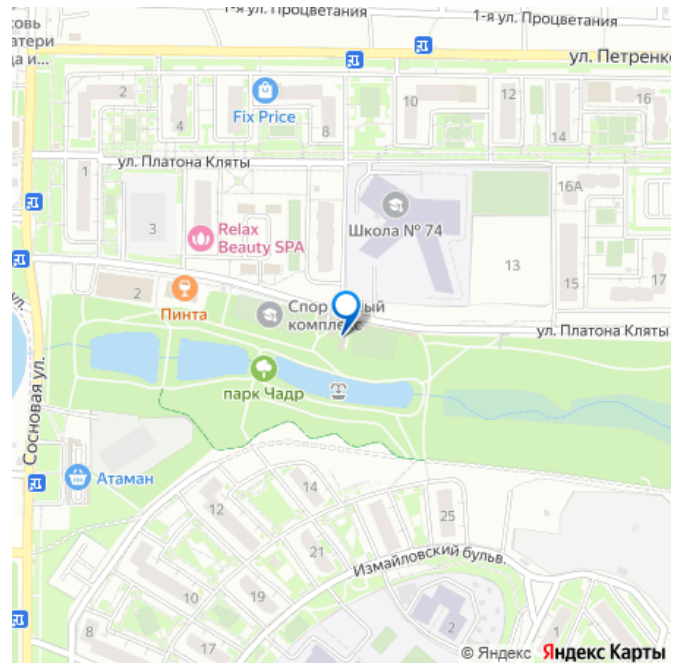 1-я ул. Процветания
1-я ул. Процветания
ул. Петренко
2
4
Fix Price
8
10
12
14
16
ул. Платона Кляты
1
3
Relax
Beauty SPA
Школа № 74
16А
13
15
17
2
Пинта
Спортивный
комплекс
ул. Платона Кляты
парк Чадр
Сосновая ул.
Атаман
12
14
25
21
10
19
Измайловский бульв.
8
17
2
1
© Яндекс Яндекс Карты